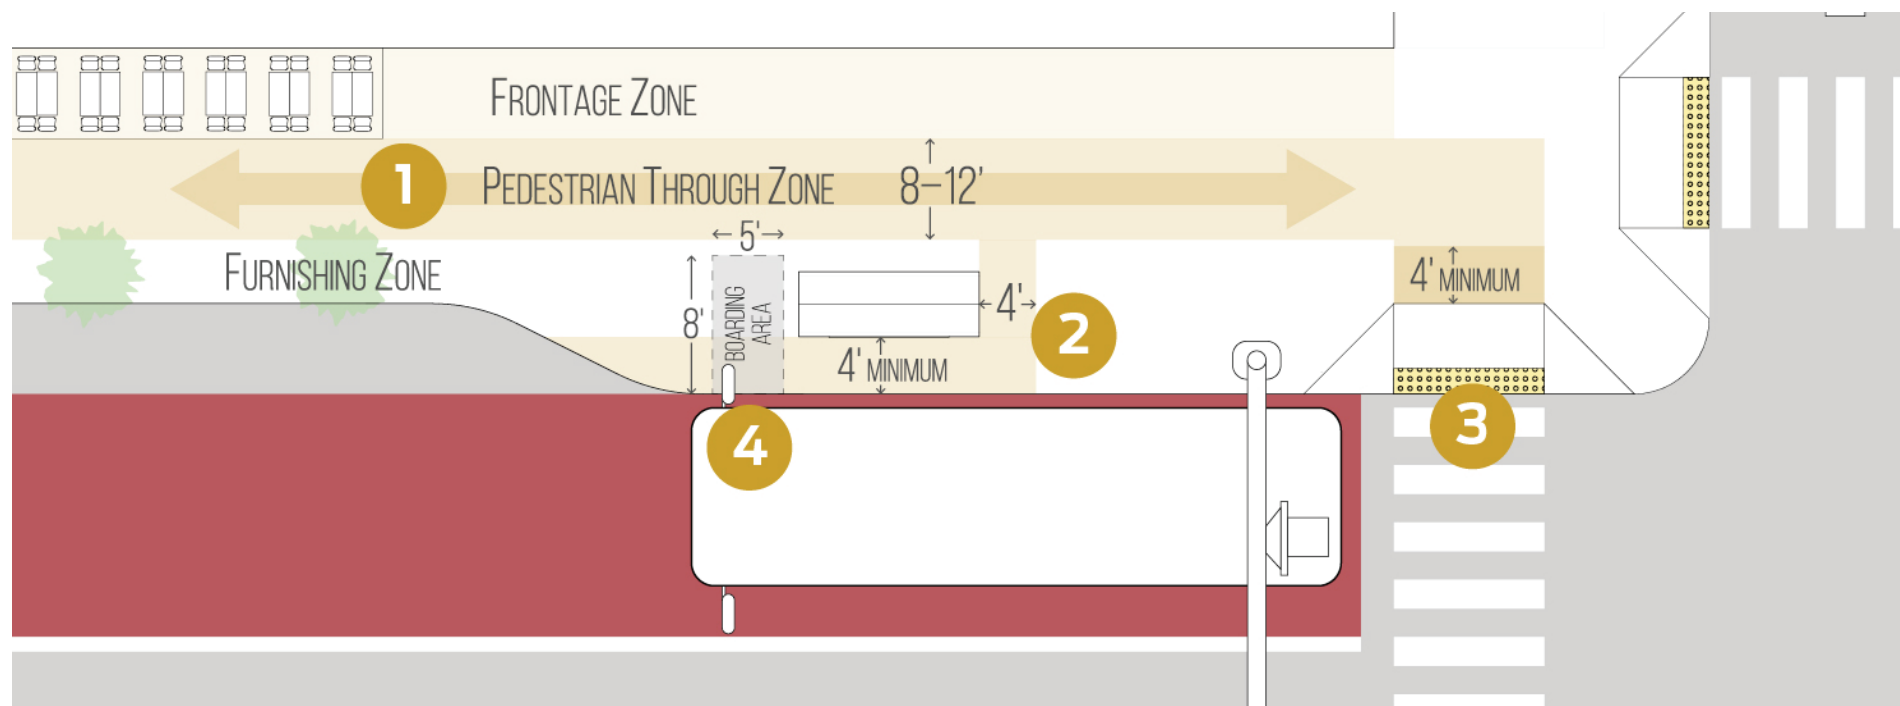 FRONTAGE ZONE
1
PEDESTRIAN THROUGH ZONE
8–12'
5'
FURNISHING ZONE
8'
BOARDING
AREA
4'
2
4' MINIMUM
4' MINIMUM
3
4